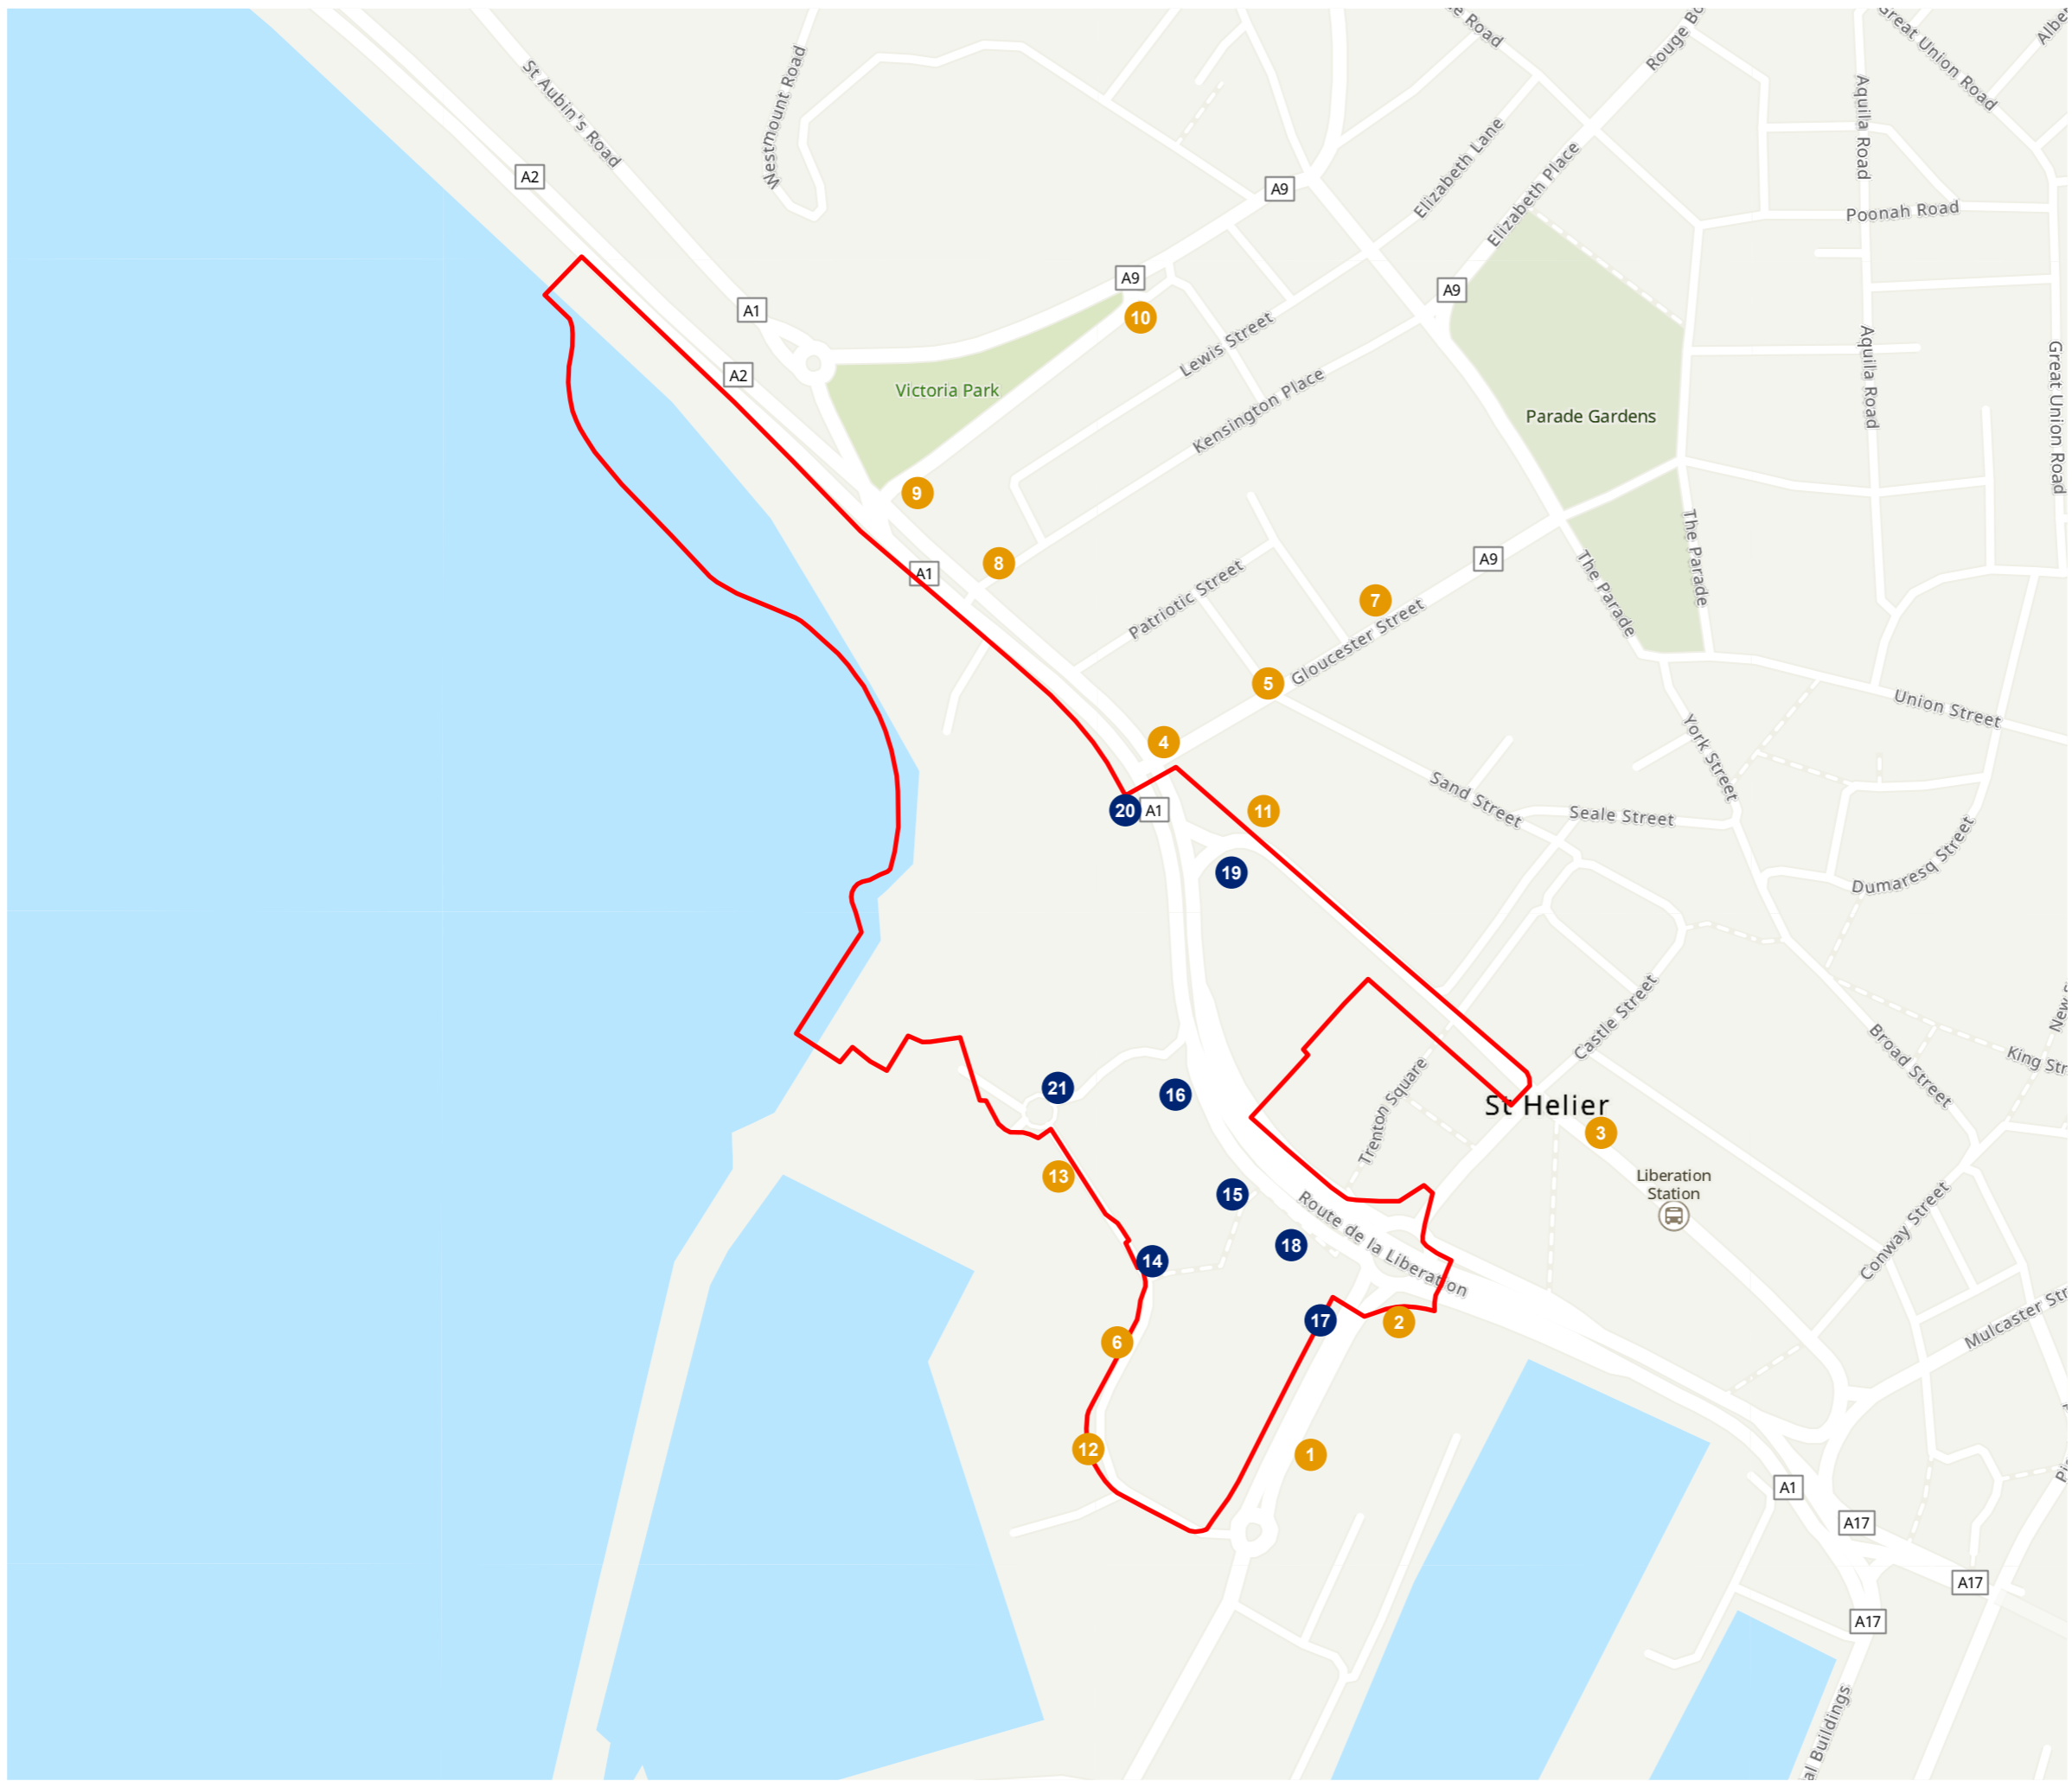 St Aubin's Road
Westmount Road
Road
Rouge
Great Union Road
Aquila Road
A2
A9
Elizabeth Lane
Elizabeth Place
Poonah Road
A9
A9
A1
10
Lewis Street
A2
Victoria Park
Kensington Place
Parade Gardens
Aquila Road
Great Union Road
9
The Parade
A9
8
A1
Patriotic Street
7
The Parade
Gloucester Street
5
Union Street
4
York Street
Sand Street
20
A1
11
Seale Street
Dumaresq Street
19
Castle Street
Broad Street
King
21
16
Trenton Square
St Helier
3
13
Liberation
Station
15
Route de la Liberation
18
Conway Street
14
17
2
6
Mulcaster
12
1
A1
A17
A17
A17
Buildings